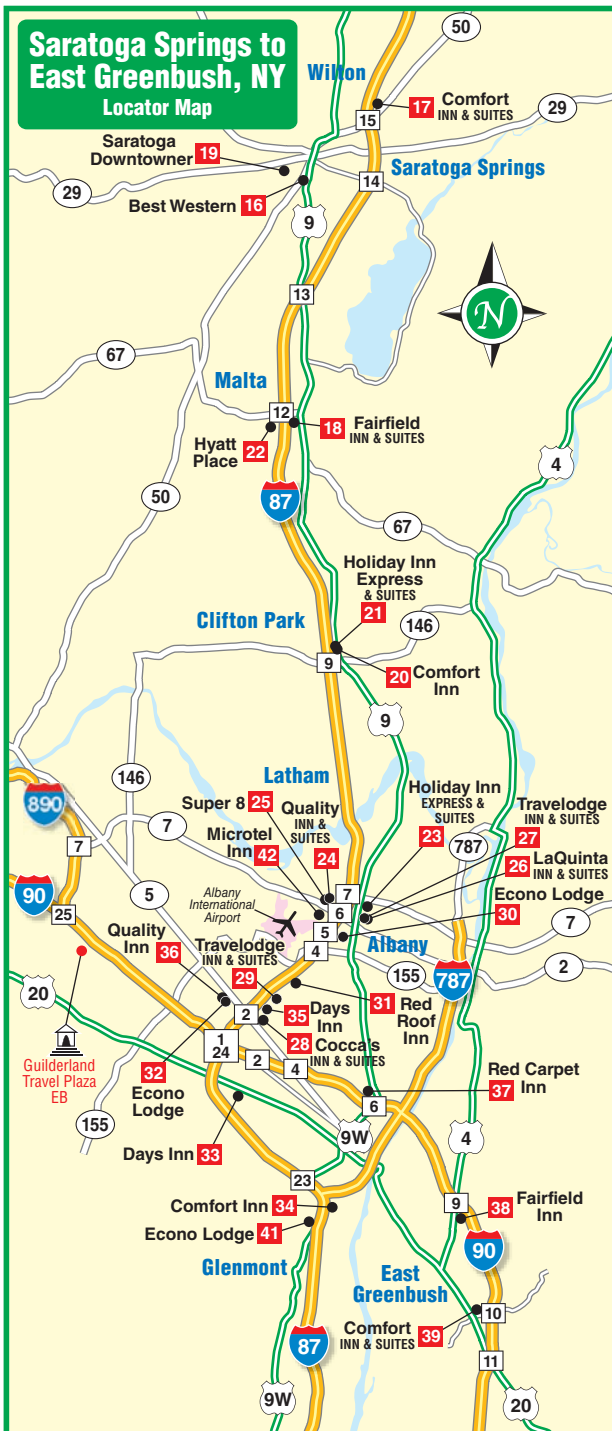 Saratoga Springs to
East Greenbush, NY
Locator Map
50
Wilton
17 Comfort
INN & SUITES
15
29
Saratoga
Downtowner 19
Saratoga Springs
14
29
Best Western 16
9
N
13
67
Malta
12
18 Fairfield
INN & SUITES
Hyatt
Place 22
4
87
50
67
Holiday Inn
Express
& SUITES
21
Clifton Park
146
9
20 Comfort
Inn
9
Latham
146
890
Super 8 25
Quality
INN &
SUITES
24
Holiday Inn
EXPRESS &
SUITES
23
Travelodge
INN & SUITES
27
7
Microtel
Inn 42
787
26 LaQuinta
INN & SUITES
7
5
90
Albany
International
Airport
7
6
Econo Lodge
30
25
5
7
Quality
Inn
36
Travelodge
INN & SUITES
29
4
Albany
155
2
20
787
31 Red
Roof
Inn
35 Days
Inn
2
28 Cocca's
INN & SUITES
1
24
2
4
Guilderland
Travel Plaza
EB
32
Econo
Lodge
Red Carpet
Inn
37
6
155
9W
4
Days Inn 33
23
Comfort Inn 34
9
38 Fairfield
Inn
Econo Lodge 41
90
Glenmont
East
Greenbush
10
Comfort
INN & SUITES 39
87
11
9W
20